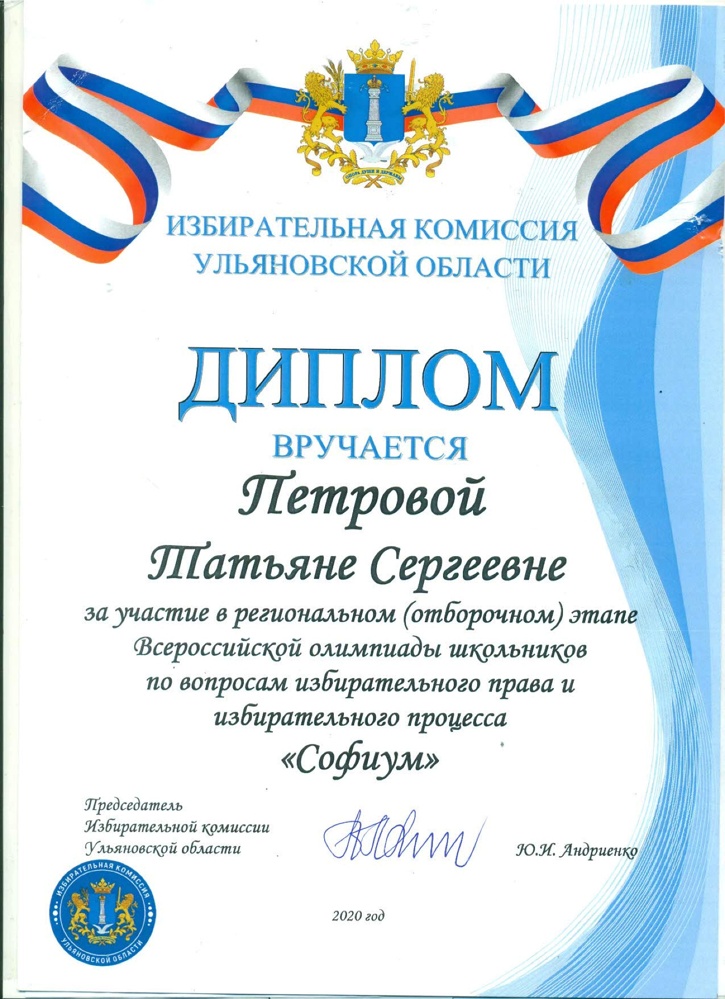 ОПОРА ДУШИ И ДЕРЖАВЫ
ИЗБИРАТЕЛЬНАЯ КОМИССИЯ
УЛЬЯНОВСКОЙ ОБЛАСТИ
ДИПЛОМ
ВРУЧАЕТСЯ
Петровой
Татьяне Сергеевне
за участие в региональном (отборочном) этапе
Всероссийской олимпиады школьников
по вопросам избирательного права и
избирательного процесса
«Софиум»
Председатель
Избирательной комиссии
Ульяновской области
Ю.И. Андриенко
ИЗБИРАТЕЛЬНАЯ КОМИССИЯ
УЛЬЯНОВСКОЙ ОБЛАСТИ
2020 год